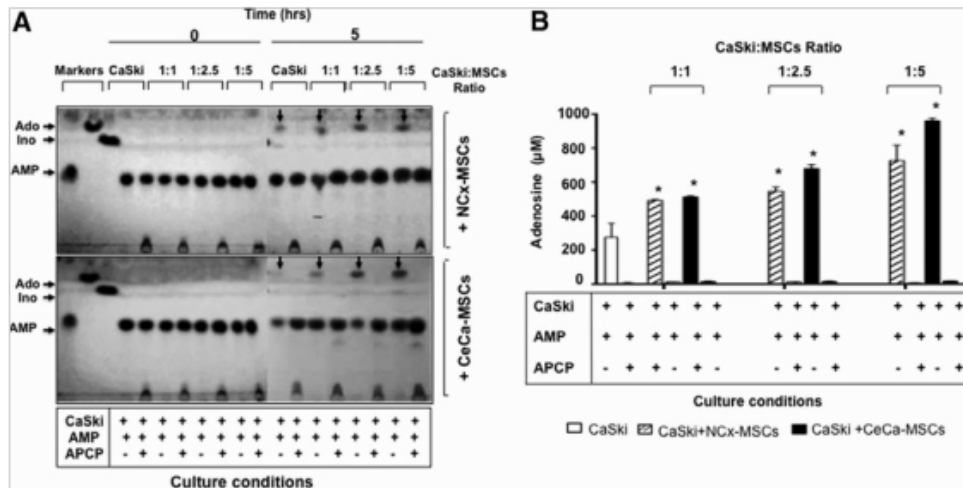 A
Time (hrs)
0 5
Markers CaSki 1:1 1:2.5 1:5 CaSki 1:1 1:2.5 1:5 CaSki:MSCs
Ratio
Ado
Ino
AMP
+ NCx-MSCs
Ado
Ino
AMP
+ CeCa-MSCs
CaSki + + + + + + + + + + + + + + + +
AMP + + + + + + + + + + + + + + + +
APCP - + - + - + - + - + - + - + - +
Culture conditions
B
CaSki:MSCs Ratio
1:1 1:2.5 1:5
Adenosine (µM)
1000
800
600
400
200
0
* * * * * *
CaSki + + + + + + + + + + + + + +
AMP + + + + + + + + + + + + + +
APCP - + + - + - - + - + - + - +
Culture conditions
CaSki CaSki+NCx-MSCs CaSki +CeCa-MSCs